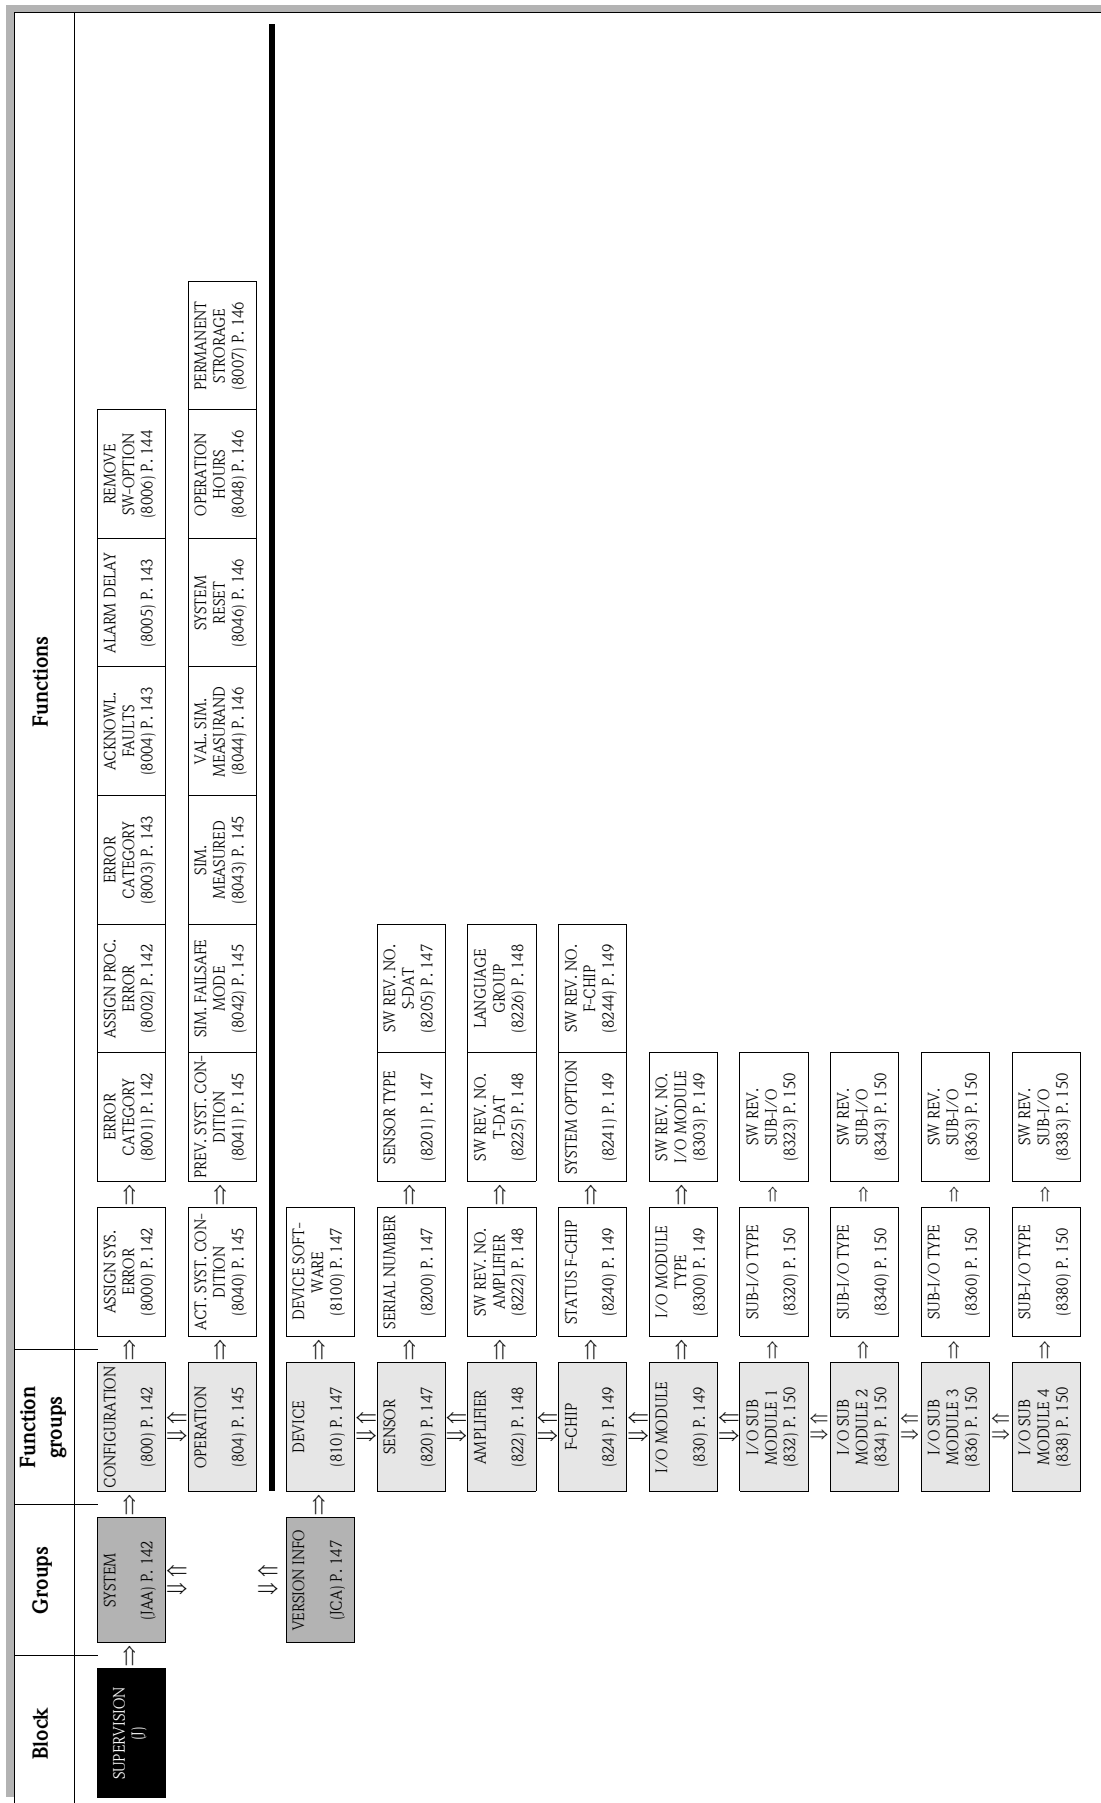 Block
Groups
Function
groups
Functions
SUPERVISION
(J)
SYSTEM
(JAA) P. 142
CONFIGURATION
(800) P. 142
ASSIGN SYS.
ERROR
(8000) P. 142
ERROR
CATEGORY
(8001) P. 142
ASSIGN PROC.
ERROR
(8002) P. 142
ERROR
CATEGORY
(8003) P. 143
ACKNOWL.
FAULTS
(8004) P. 143
ALARM DELAY
(8005) P. 143
REMOVE
SW-OPTION
(8006) P. 144
OPERATION
(804) P. 145
ACT. SYST. CON-
DITION
(8040) P. 145
PREV. SYST. CON-
DITION
(8041) P. 145
SIM. FAILSAFE
MODE
(8042) P. 145
SIM.
MEASURED
(8043) P. 145
VAL. SIM.
MEASURAND
(8044) P. 146
SYSTEM
RESET
(8046) P. 146
OPERATION
HOURS
(8048) P. 146
PERMANENT
STRORAGE
(8007) P. 146
VERSION INFO
(JCA) P. 147
DEVICE
(810) P. 147
DEVICE SOFT-
WARE
(8100) P. 147
SENSOR
(820) P. 147
SERIAL NUMBER
(8200) P. 147
SENSOR TYPE
(8201) P. 147
SW REV. NO.
S-DAT
(8205) P. 147
AMPLIFIER
(822) P. 148
SW REV. NO.
AMPLIFIER
(8222) P. 148
SW REV. NO.
T-DAT
(8225) P. 148
LANGUAGE
GROUP
(8226) P. 148
F-CHIP
(824) P. 149
STATUS F-CHIP
(8240) P. 149
SYSTEM OPTION
(8241) P. 149
SW REV. NO.
F-CHIP
(8244) P. 149
I/O MODULE
(830) P. 149
I/O MODULE
TYPE
(8300) P. 149
SW REV. NO.
I/O MODULE
(8303) P. 149
I/O SUB
MODULE 1
(832) P. 150
SUB-I/O TYPE
(8320) P. 150
SW REV.
SUB-I/O
(8323) P. 150
I/O SUB
MODULE 2
(834) P. 150
SUB-I/O TYPE
(8340) P. 150
SW REV.
SUB-I/O
(8343) P. 150
I/O SUB
MODULE 3
(836) P. 150
SUB-I/O TYPE
(8360) P. 150
SW REV.
SUB-I/O
(8363) P. 150
I/O SUB
MODULE 4
(838) P. 150
SUB-I/O TYPE
(8380) P. 150
SW REV.
SUB-I/O
(8383) P. 150